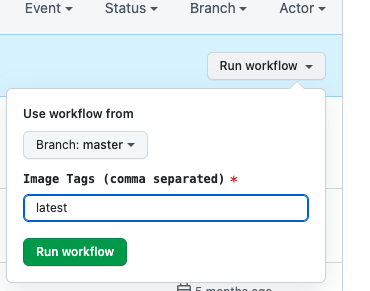 Event Status Branch Actor
Run workflow
Use workflow from
Branch: master
Image Tags (comma separated) *
latest
Run workflow
5 months ago